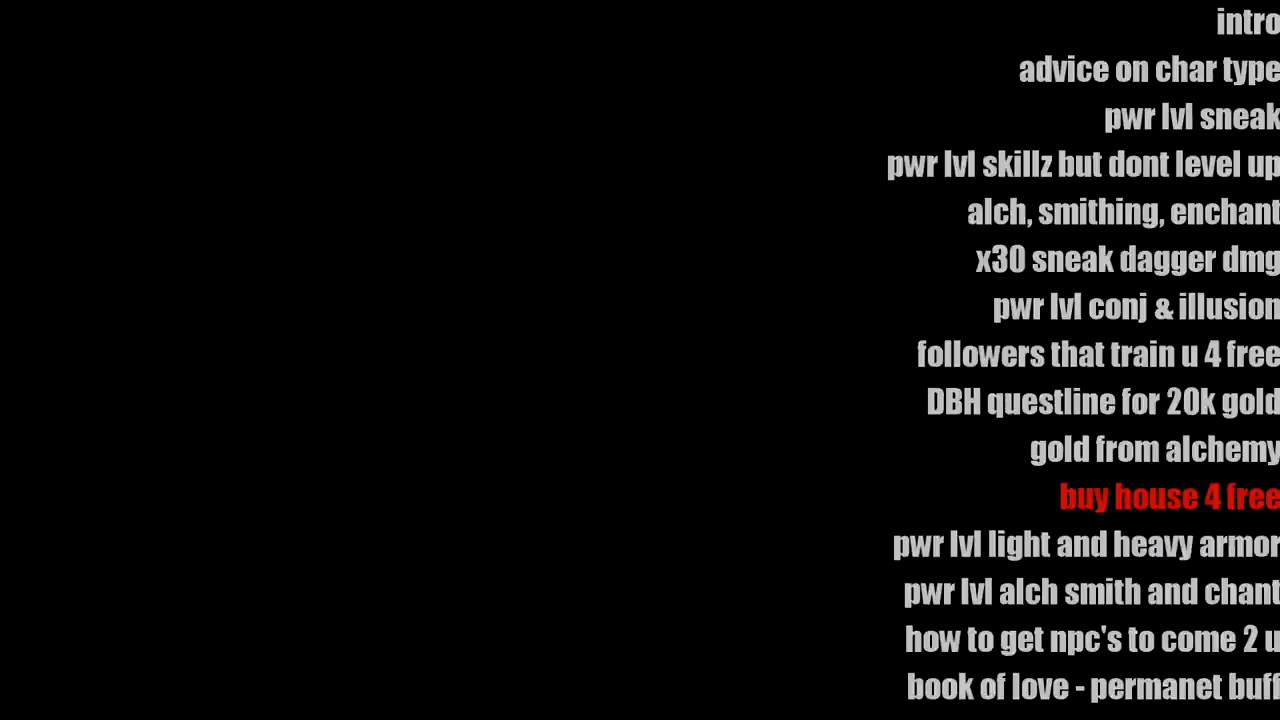 intro
advice on char type
pwr lvl sneak
pwr lvl skillz but dont level up
alch, smithing, enchant
x30 sneak dagger dmg
pwr lvl conj & illusion
followers that train u 4 free
DBH questline for 20k gold
gold from alchemy
buy house 4 free
pwr lvl light and heavy armor
pwr lvl alch smith and chant
how to get npc's to come 2 u
book of love - permanet buff